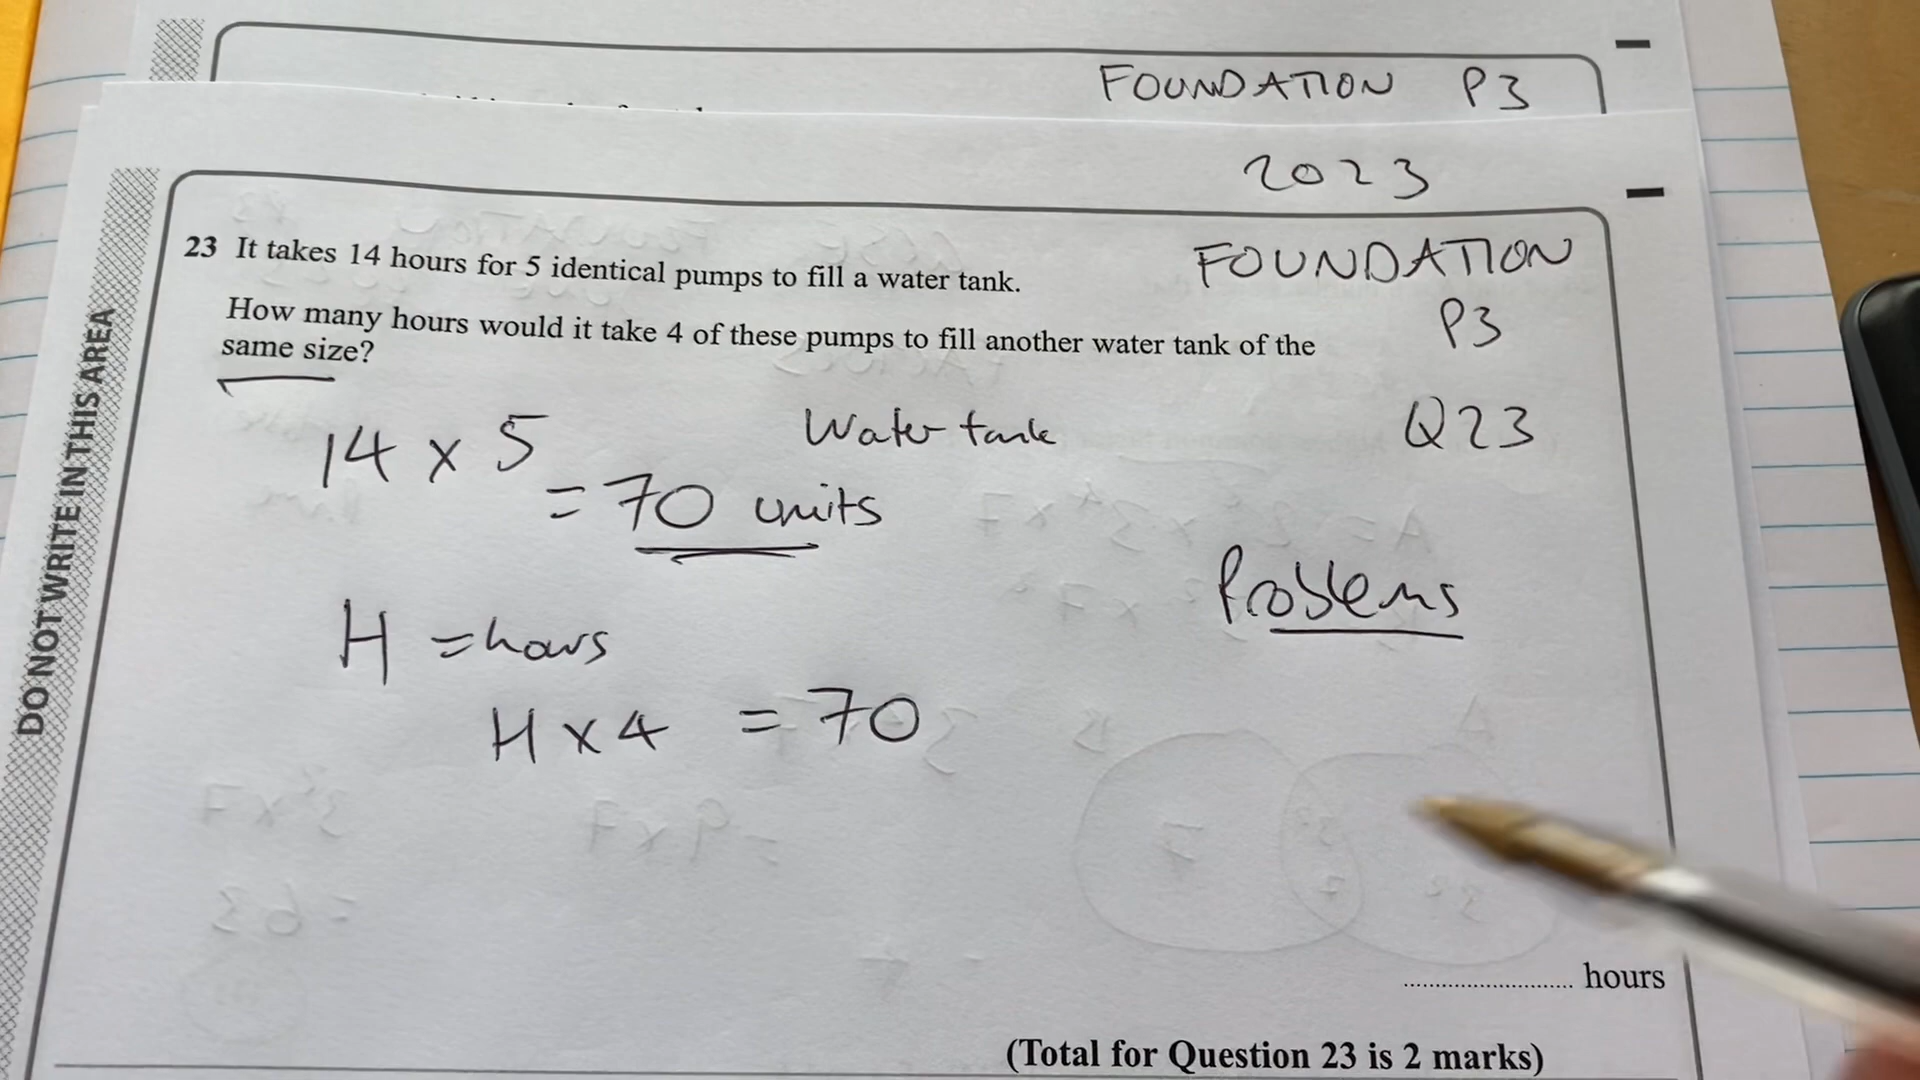 FOUNDATION P3
2023
DO NOT WRITE IN THIS AREA
23 It takes 14 hours for 5 identical pumps to fill a water tank.
FOUNDATION
How many hours would it take 4 of these pumps to fill another water tank of the
same size?
P3
Q23
14 x 5
Water tank
= 70 units
Problems
H = hours
H x 4 = 70
hours
(Total for Question 23 is 2 marks)